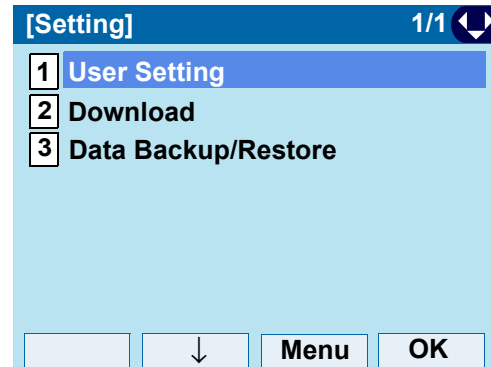 [Setting] 1/1
1 User Setting
2 Download
3 Data Backup/Restore
↓ Menu OK